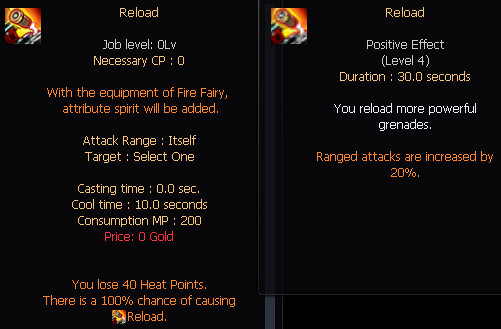 Reload
Job level: 0Lv
Necessary CP : 0
With the equipment of Fire Fairy,
attribute spirit will be added.
Attack Range : Itself
Target : Select One
Casting time : 0.0 sec.
Cool time : 10.0 seconds
Consumption MP : 200
Price: 0 Gold
You lose 40 Heat Points.
There is a 100% chance of causing
Reload.
Reload
Positive Effect
(Level 4)
Duration : 30.0 seconds
You reload more powerful
grenades.
Ranged attacks are increased by
20%.